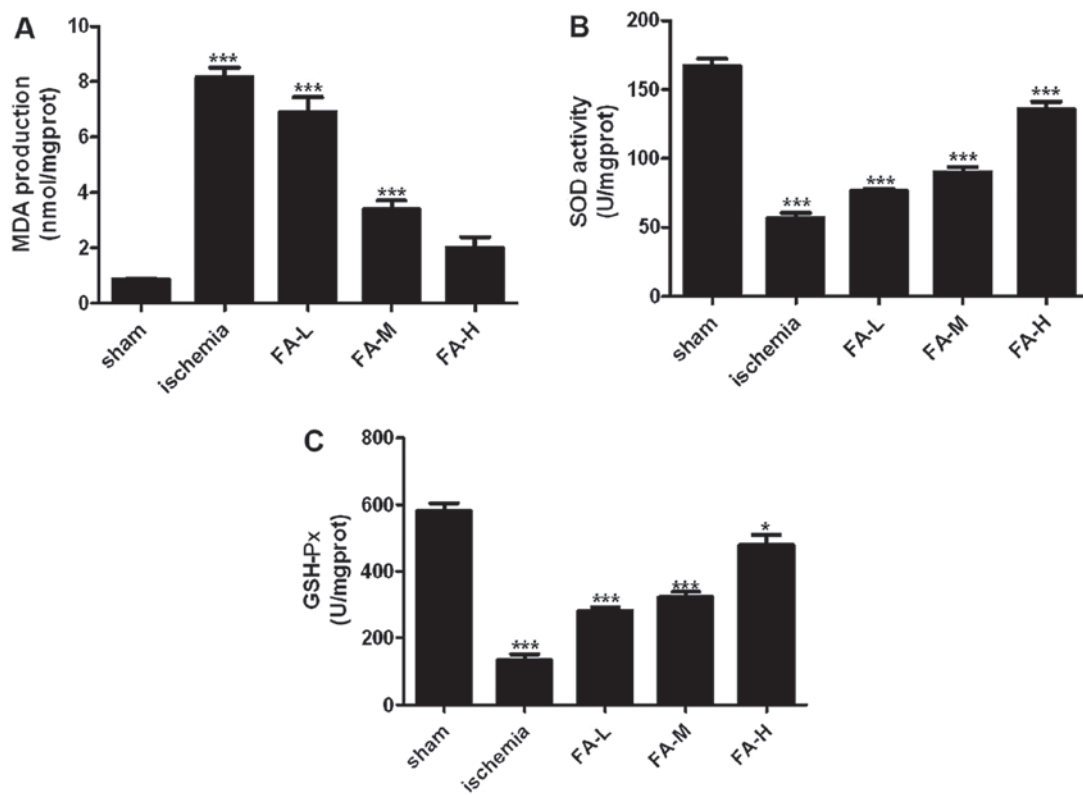 A
MDA production
(nmol/mgprot)
10
8
6
4
2
0
***
***
***
sham
ischemia
FA-L
FA-M
FA-H
B
SOD activity
(U/mgprot)
200
150
100
50
0
***
***
***
***
sham
ischemia
FA-L
FA-M
FA-H
C
GSH-Px
(U/mgprot)
800
600
400
200
0
***
***
***
*
sham
ischemia
FA-L
FA-M
FA-H